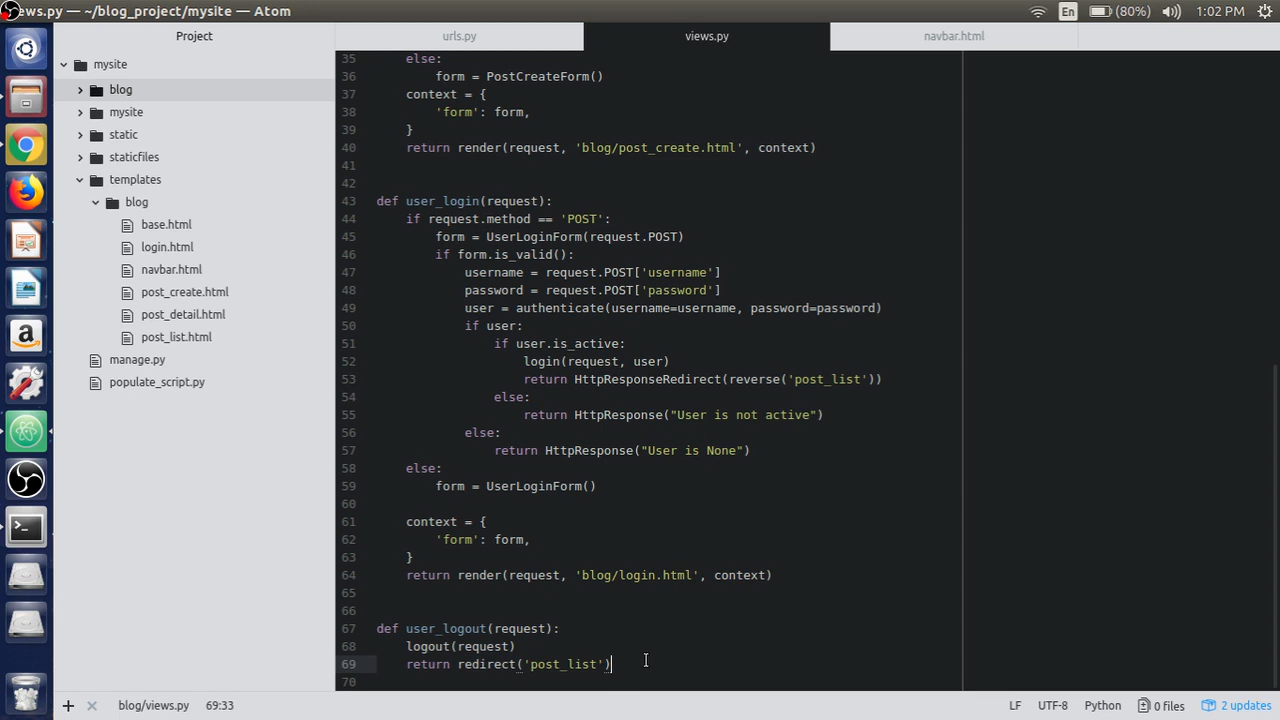 ews.py — ~/blog_project/mysite — Atom
En
(80%)
1:02 PM
Project
urls.py
views.py
navbar.html
mysite
blog
mysite
static
staticfiles
templates
blog
base.html
login.html
navbar.html
post_create.html
post_detail.html
post_list.html
manage.py
populate_script.py
35 else:
36 form = PostCreateForm()
37 context = {
38 'form': form,
39 }
40 return render(request, 'blog/post_create.html', context)
41
42
43 def user_login(request):
44 if request.method == 'POST':
45 form = UserLoginForm(request.POST)
46 if form.is_valid():
47 username = request.POST['username']
48 password = request.POST['password']
49 user = authenticate(username=username, password=password)
50 if user:
51 if user.is_active:
52 login(request, user)
53 return HttpResponseRedirect(reverse('post_list'))
54 else:
55 return HttpResponse("User is not active")
56 else:
57 return HttpResponse("User is None")
58 else:
59 form = UserLoginForm()
60
61 context = {
62 'form': form,
63 }
64 return render(request, 'blog/login.html', context)
65
66
67 def user_logout(request):
68 logout(request)
69 return redirect('post_list')
70
blog/views.py 69:33
LF UTF-8 Python 0 files 2 updates